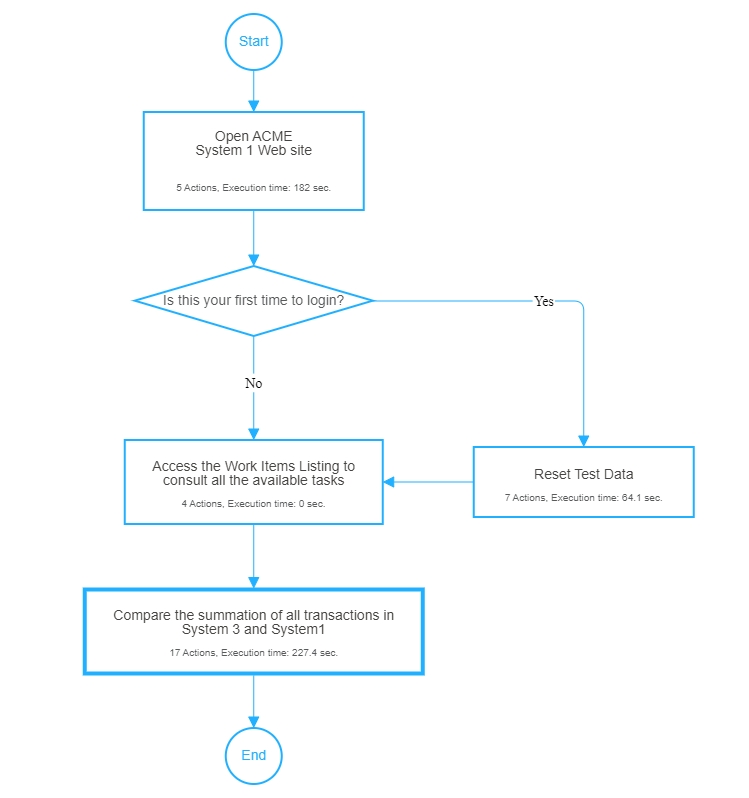 Start
Open ACME
System 1 Web site
5 Actions, Execution time: 182 sec.
Is this your first time to login?
Yes
No
Access the Work Items Listing to
consult all the available tasks
4 Actions, Execution time: 0 sec.
Reset Test Data
7 Actions, Execution time: 64.1 sec.
Compare the summation of all transactions in
System 3 and System1
17 Actions, Execution time: 227.4 sec.
End